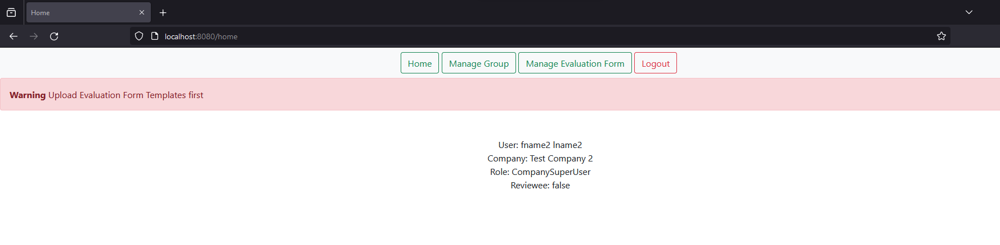 Home
localhost:8080/home
Home Manage Group Manage Evaluation Form Logout
Warning Upload Evaluation Form Templates first
User: fname2 lname2
Company: Test Company 2
Role: CompanySuperUser
Reviewee: false